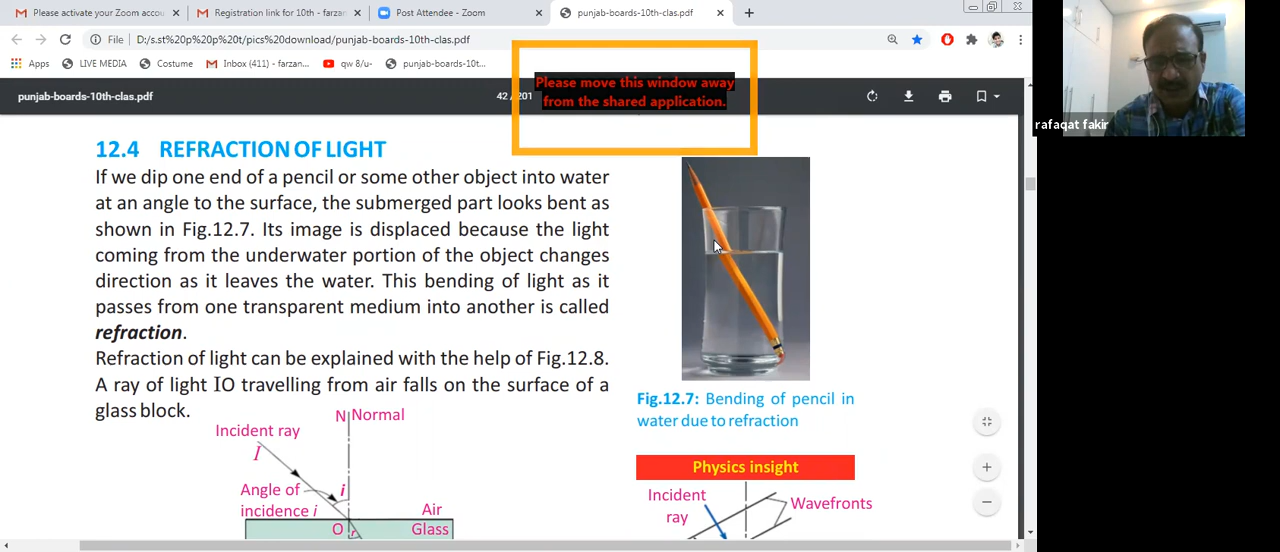 Please activate your Zoom accou
Registration link for 10th - farzan
Post Attendee - Zoom
punjab-boards-10th-clas.pdf
File
D:/s.st%20p%20p%20t/pics%20download/punjab-boards-10th-clas.pdf
Apps
LIVE MEDIA
Costume
Inbox (411) - farzan...
qw 8/u-
punjab-boards-10t...
Please move this window away
from the shared application.
punjab-boards-10th-clas.pdf
42 / 201
rafaqat fakir
12.4 REFRACTION OF LIGHT
If we dip one end of a pencil or some other object into water
at an angle to the surface, the submerged part looks bent as
shown in Fig.12.7. Its image is displaced because the light
coming from the underwater portion of the object changes
direction as it leaves the water. This bending of light as it
passes from one transparent medium into another is called
refraction.
Refraction of light can be explained with the help of Fig.12.8.
A ray of light IO travelling from air falls on the surface of a
glass block.
N Normal
Incident ray
I
Angle of
incidence i
i
Air
O
r
Glass
Fig.12.7: Bending of pencil in
water due to refraction
Physics insight
Incident
ray
Wavefronts